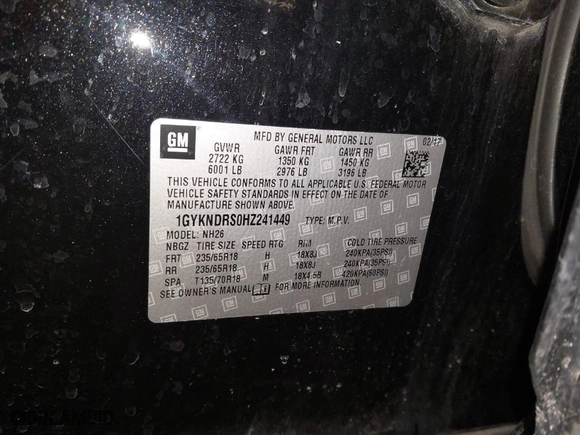 GM
MFD BY GENERAL MOTORS LLC 02/17
GVWR GAWR FRT GAWR RR
2722 KG 1350 KG 1450 KG
6001 LB 2976 LB 3196 LB
THIS VEHICLE CONFORMS TO ALL APPLICABLE U.S. FEDERAL MOTOR
VEHICLE SAFETY STANDARDS IN EFFECT ON THE DATE OF
MANUFACTURE SHOWN ABOVE.
1GYKNDRS0HZ241449 TYPE: M.P.V.
MODEL: NH26
NBGZ TIRE SIZE SPEED RTG RIM COLD TIRE PRESSURE
FRT 235/65R18 H 18X8J 240KPA(35PSI)
RR 235/65R18 H 18X8J 240KPA(35PSI)
SPA T135/70R18 M 18X4.5B 420KPA(60PSI)
SEE OWNER'S MANUAL FOR MORE INFORMATION.